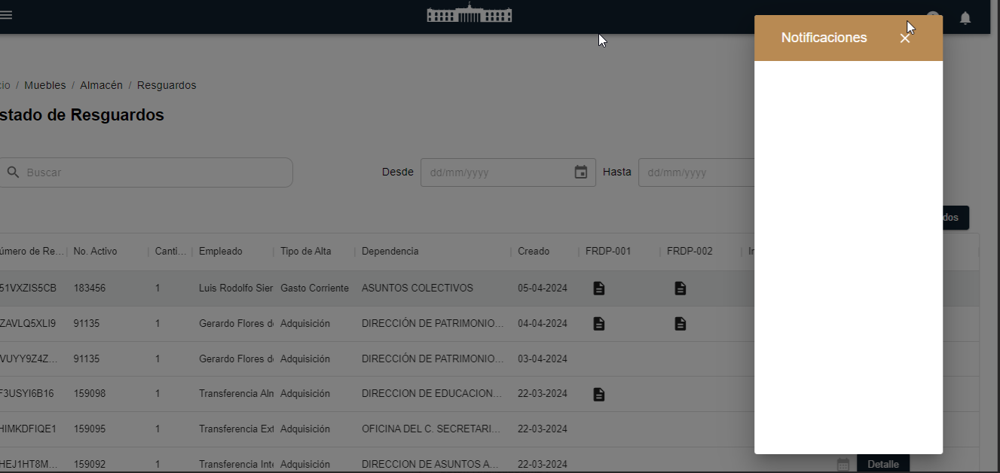 Notificaciones
cio / Muebles / Almacén / Resguardos
stado de Resguardos
Buscar
Desde dd/mm/yyyy Hasta dd/mm/yyyy
dos
úmero de Re... No. Activo Canti... Empleado Tipo de Alta Dependencia Creado FRDP-001 FRDP-002 In
51VXZIS5CB 183456 1 Luis Rodolfo Sier Gasto Corriente ASUNTOS COLECTIVOS 05-04-2024
ZAVLQ5XLI9 91135 1 Gerardo Flores d Adquisición DIRECCIÓN DE PATRIMONIO... 04-04-2024
VUYY9Z4Z... 91135 1 Gerardo Flores d Adquisición DIRECCIÓN DE PATRIMONIO... 03-04-2024
F3USYI6B16 159098 1 Transferencia Aln Adquisición DIRECCION DE EDUCACION... 22-03-2024
HIMKDFIQE1 159095 1 Transferencia Ext Adquisición OFICINA DEL C. SECRETARI... 22-03-2024
HEJ1HT8M... 159092 1 Transferencia Inte Adquisición DIRECCION DE ASUNTOS A... 22-03-2024 Detalle